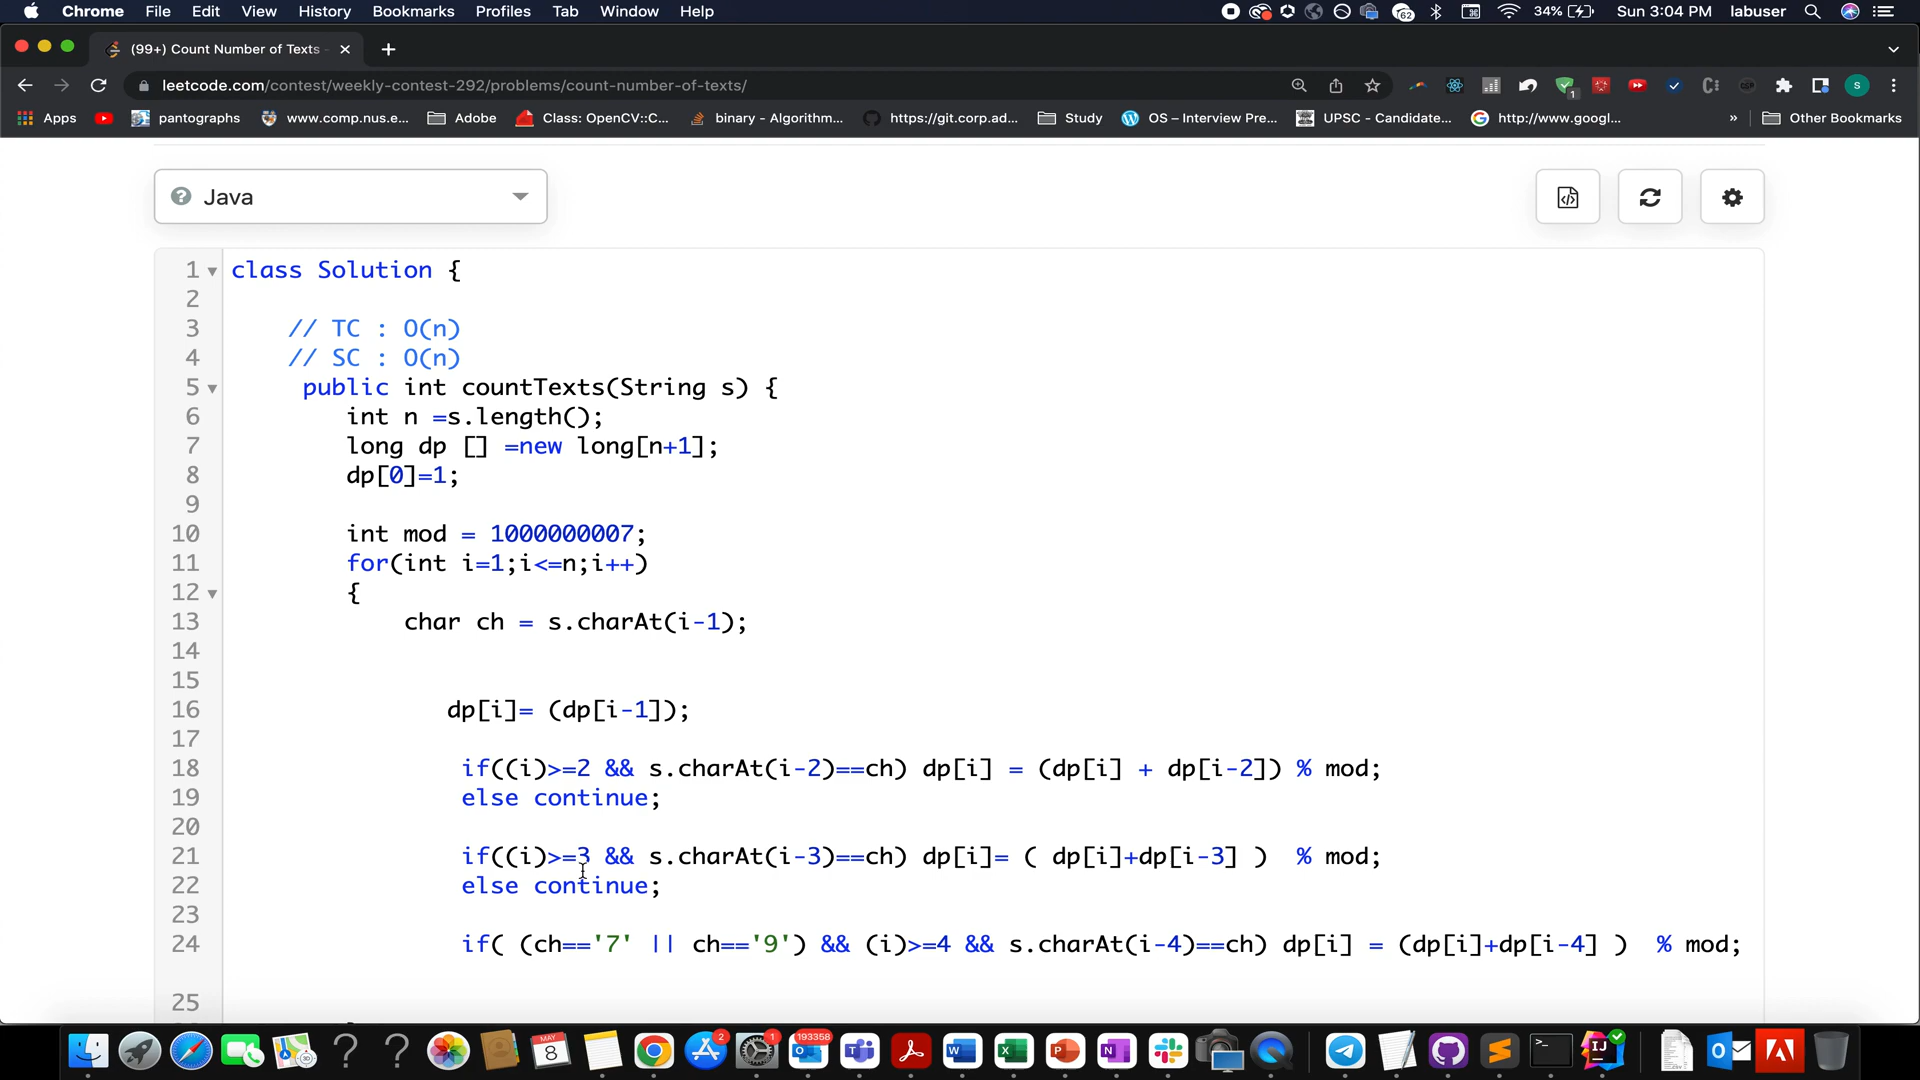 Chrome File Edit View History Bookmarks Profiles Tab Window Help 62 34% Sun 3:04 PM labuser
(99+) Count Number of Texts -
leetcode.com/contest/weekly-contest-292/problems/count-number-of-texts/
Apps pantographs www.comp.nus.e... Adobe Class: OpenCV::C... binary - Algorithm... https://git.corp.ad... Study OS – Interview Pre... UPSC - Candidate... http://www.googl... » Other Bookmarks
Java
1 class Solution {
2
3 // TC : O(n)
4 // SC : O(n)
5 public int countTexts(String s) {
6 int n =s.length();
7 long dp [] =new long[n+1];
8 dp[0]=1;
9
10 int mod = 1000000007;
11 for(int i=1;i<=n;i++)
12 {
13 char ch = s.charAt(i-1);
14
15
16 dp[i]= (dp[i-1]);
17
18 if((i)>=2 && s.charAt(i-2)==ch) dp[i] = (dp[i] + dp[i-2]) % mod;
19 else continue;
20
21 if((i)>=3 && s.charAt(i-3)==ch) dp[i]= ( dp[i]+dp[i-3] ) % mod;
22 else continue;
23
24 if( (ch=='7' || ch=='9') && (i)>=4 && s.charAt(i-4)==ch) dp[i] = (dp[i]+dp[i-4] ) % mod;
25
MAY 8 2 1 193358